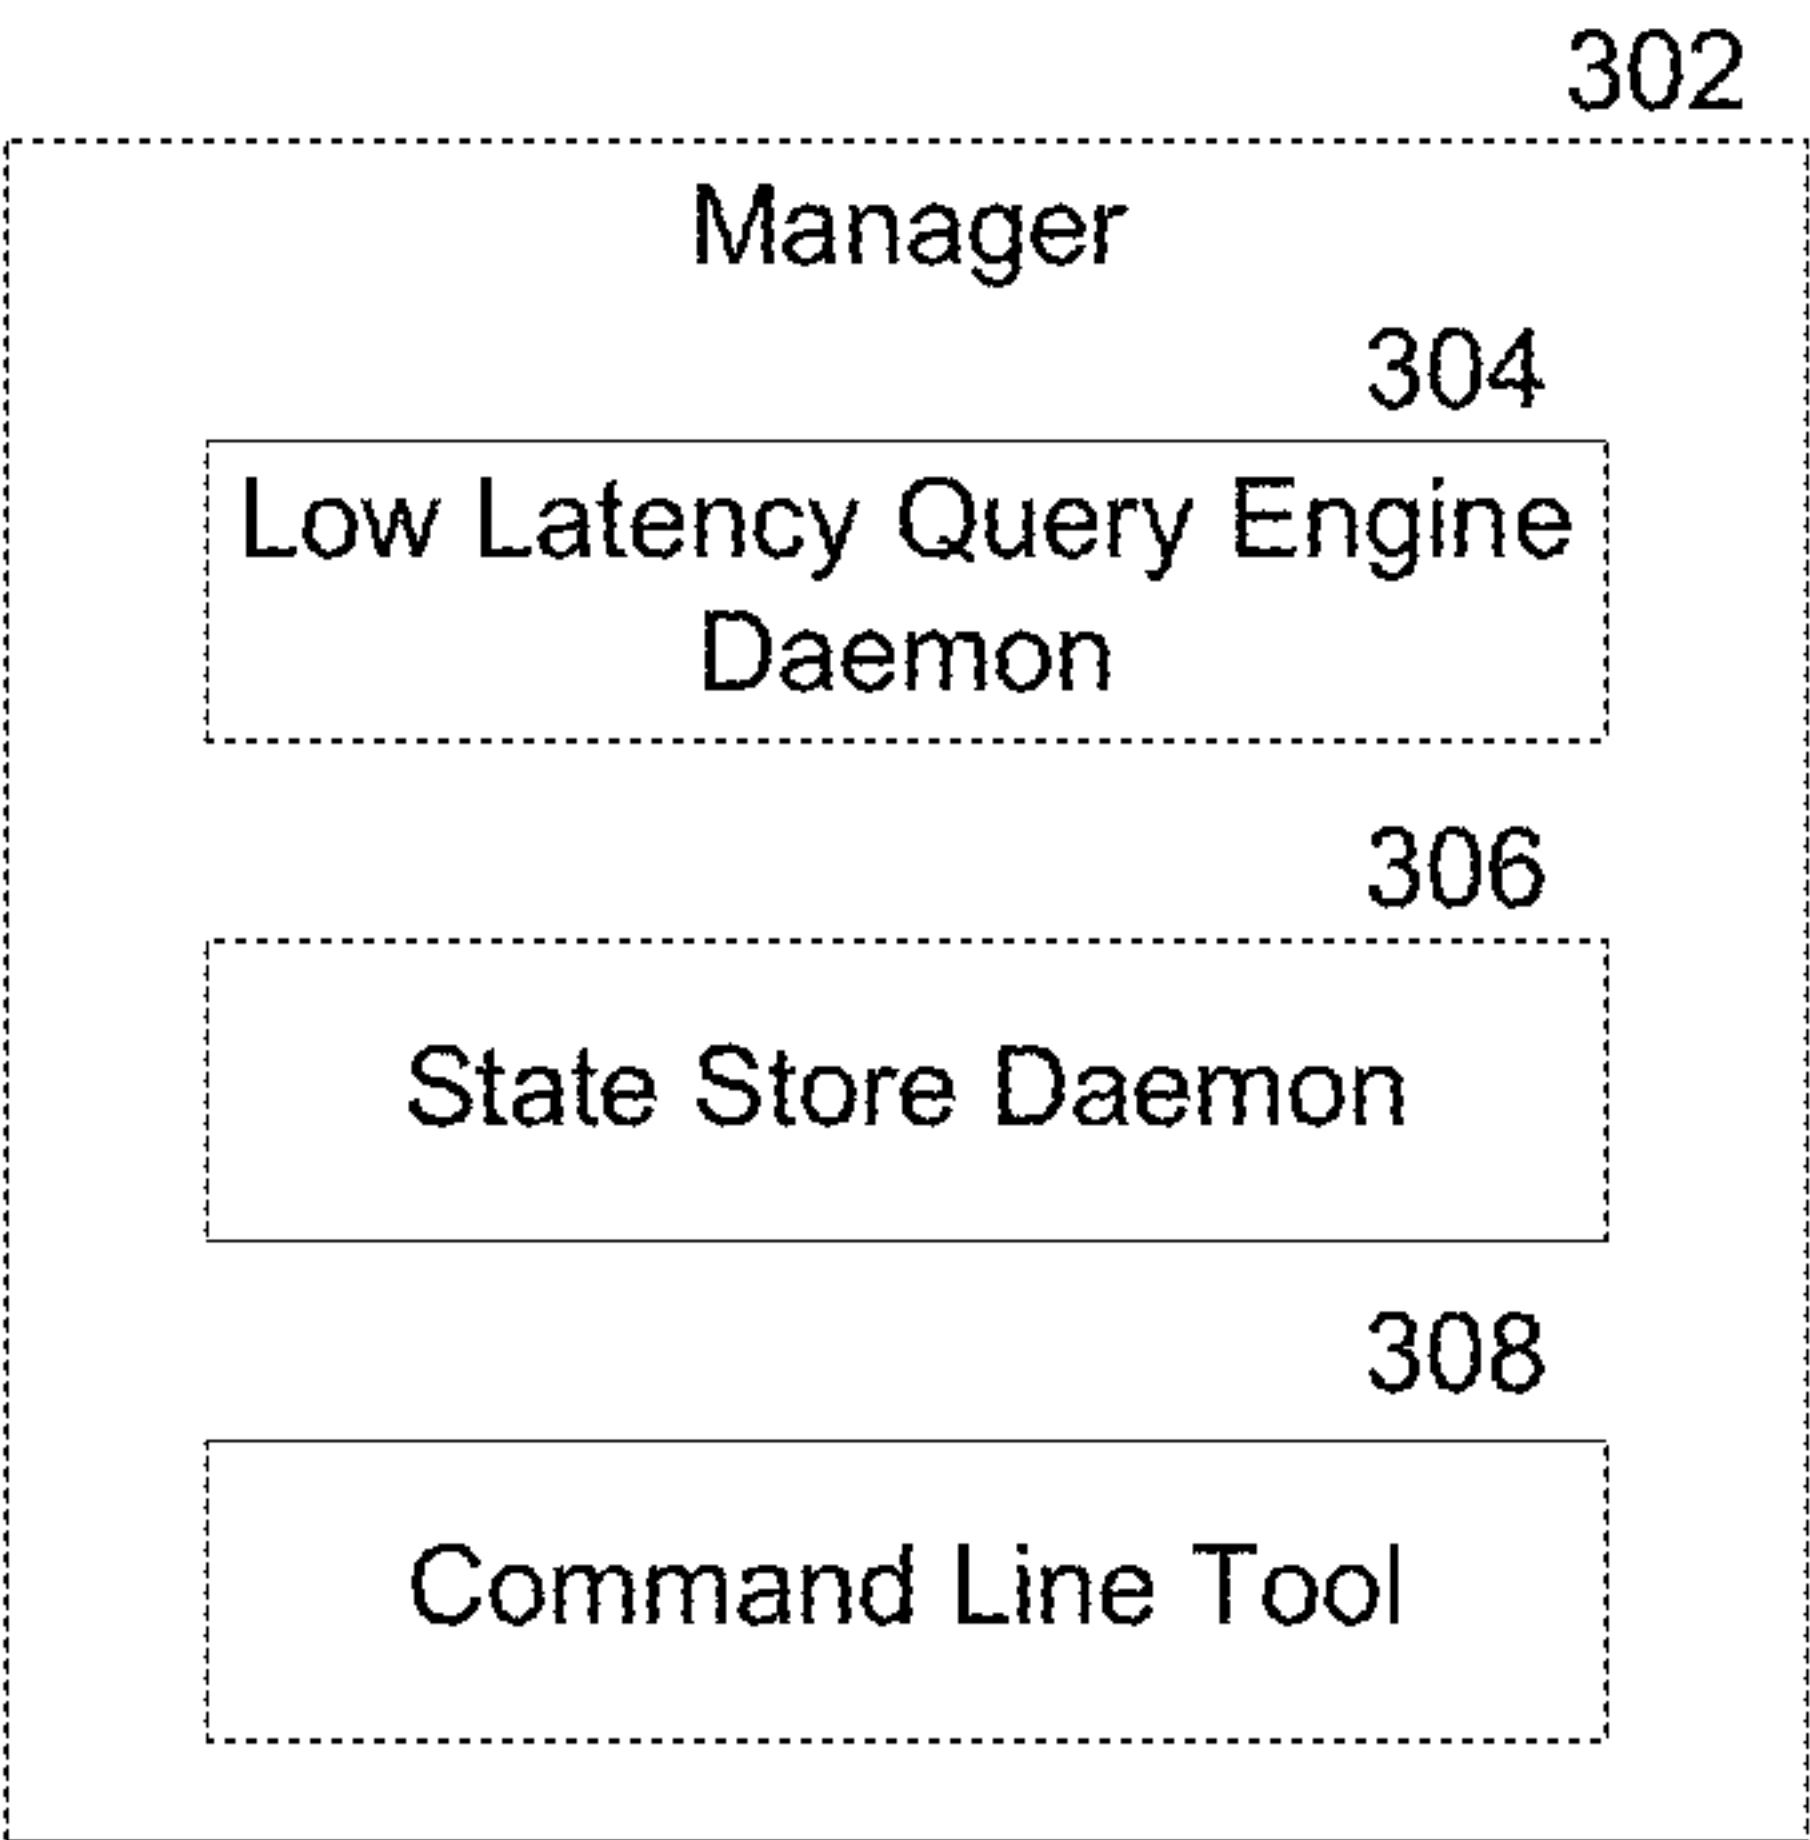 302
Manager
304
Low Latency Query Engine
Daemon
306
State Store Daemon
308
Command Line Tool